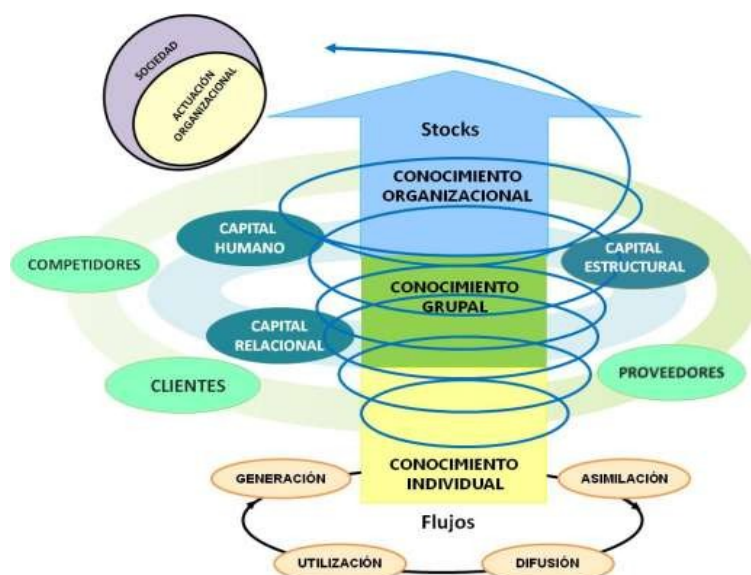 SOCIEDAD
ACTUACIÓN
ORGANIZACIONAL
Stocks
CONOCIMIENTO
ORGANIZACIONAL
CAPITAL
HUMANO
CAPITAL
ESTRUCTURAL
COMPETIDORES
CONOCIMIENTO
GRUPAL
CAPITAL
RELACIONAL
CLIENTES
PROVEEDORES
GENERACIÓN
CONOCIMIENTO
INDIVIDUAL
ASIMILACIÓN
Flujos
UTILIZACIÓN
DIFUSIÓN